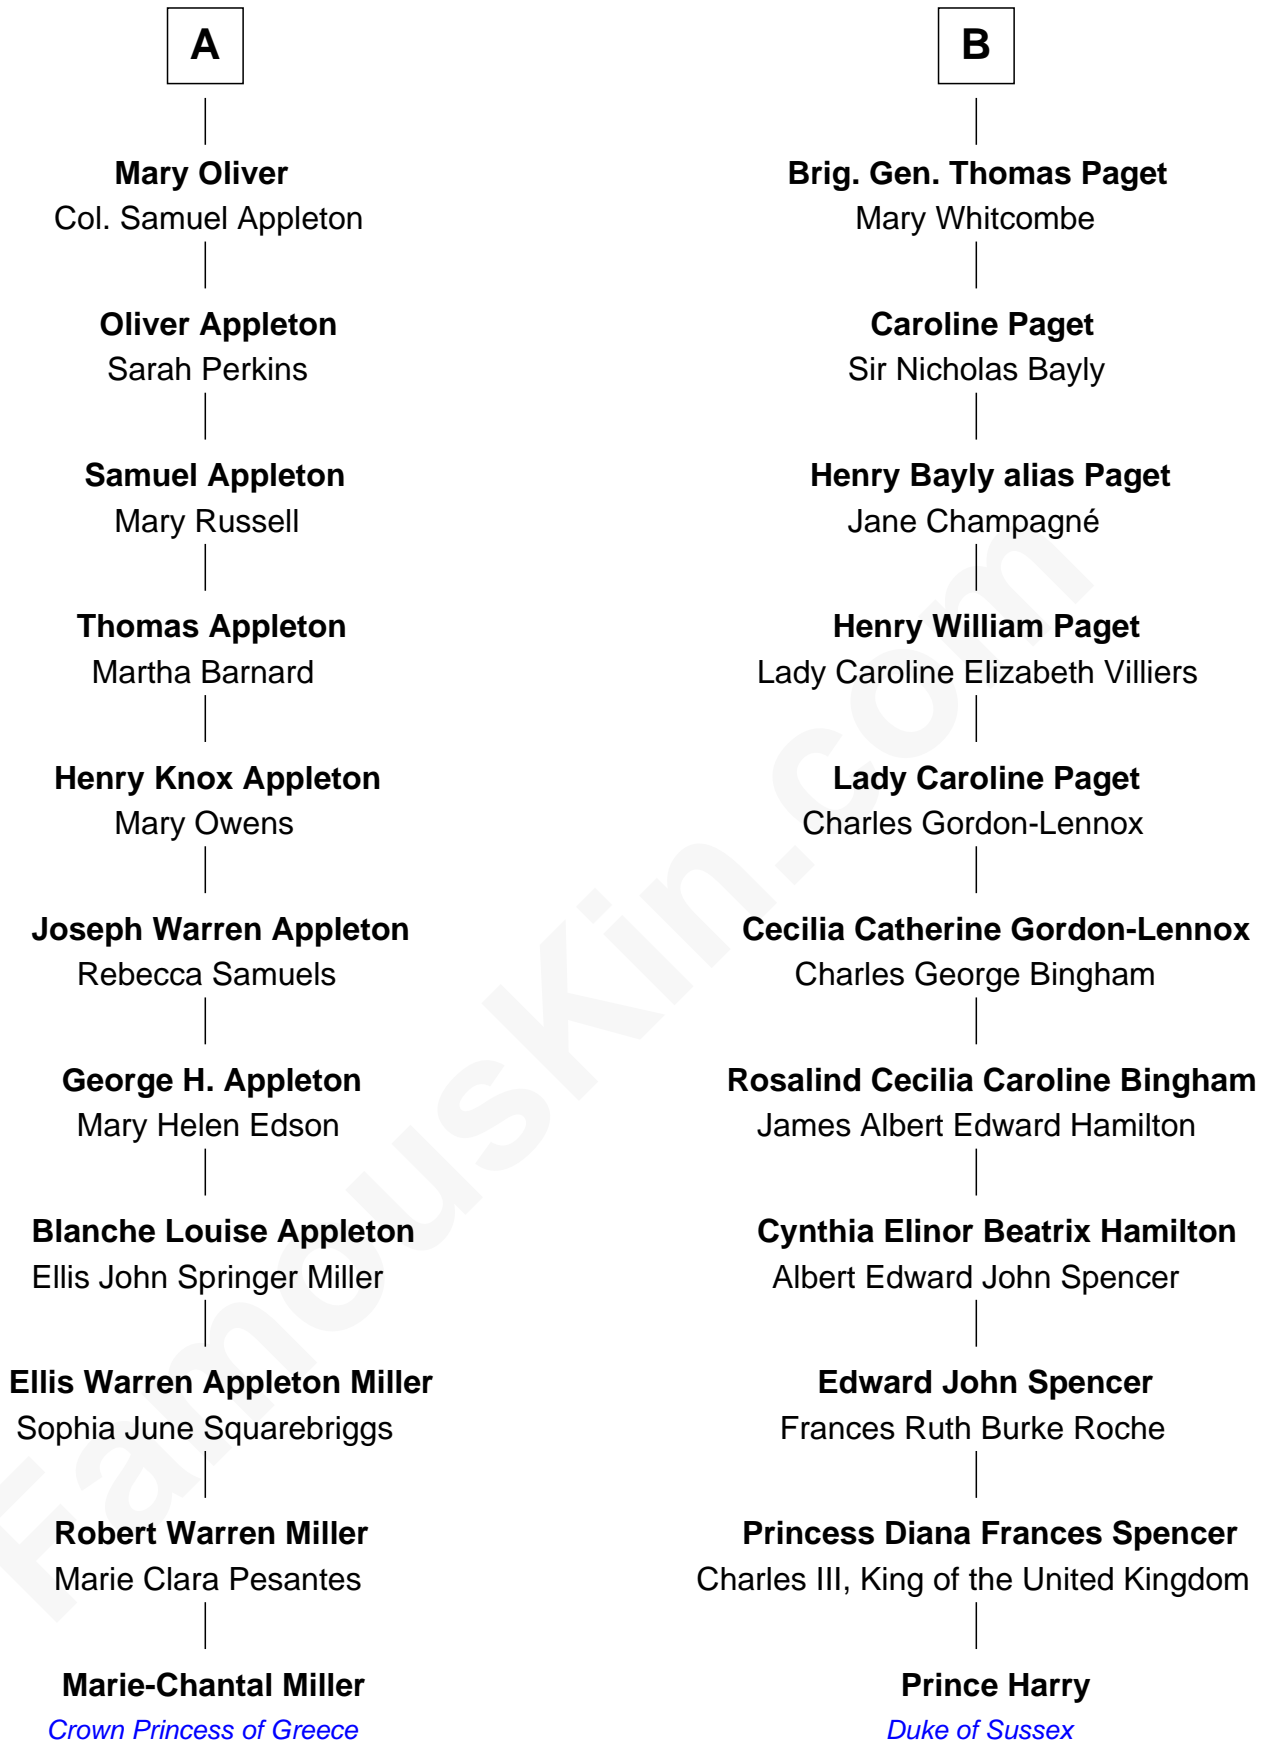 A
Mary Oliver
Col. Samuel Appleton
Oliver Appleton
Sarah Perkins
Samuel Appleton
Mary Russell
Thomas Appleton
Martha Barnard
Henry Knox Appleton
Mary Owens
Joseph Warren Appleton
Rebecca Samuels
George H. Appleton
Mary Helen Edson
Blanche Louise Appleton
Ellis John Springer Miller
Ellis Warren Appleton Miller
Sophia June Squarebriggs
Robert Warren Miller
Marie Clara Pesantes
Marie-Chantal Miller
Crown Princess of Greece
B
Brig. Gen. Thomas Paget
Mary Whitcombe
Caroline Paget
Sir Nicholas Bayly
Henry Bayly alias Paget
Jane Champagné
Henry William Paget
Lady Caroline Elizabeth Villiers
Lady Caroline Paget
Charles Gordon-Lennox
Cecilia Catherine Gordon-Lennox
Charles George Bingham
Rosalind Cecilia Caroline Bingham
James Albert Edward Hamilton
Cynthia Elinor Beatrix Hamilton
Albert Edward John Spencer
Edward John Spencer
Frances Ruth Burke Roche
Princess Diana Frances Spencer
Charles III, King of the United Kingdom
Prince Harry
Duke of Sussex
FamousKin.com